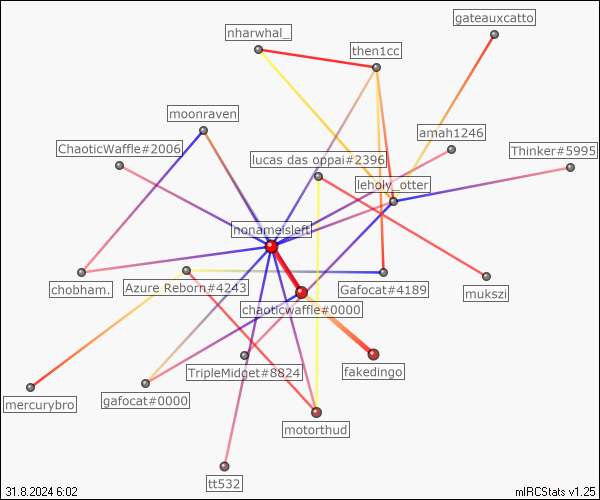 gateauxcatto
nharwhal_
then1cc
moonraven
amah1246
ChaoticWaffle#2006
Thinker#5995
lucas das oppai#2396
leholy_otter
nonameisleft
chobham.
Azure Reborn#4243
Gafocat#4189
mukszi
chaoticwaffle#0000
TripleMidget#8824
fakedingo
mercurybro
gafocat#0000
motorthud
tt532
31.8.2024 6:02
mIRCStats v1.25